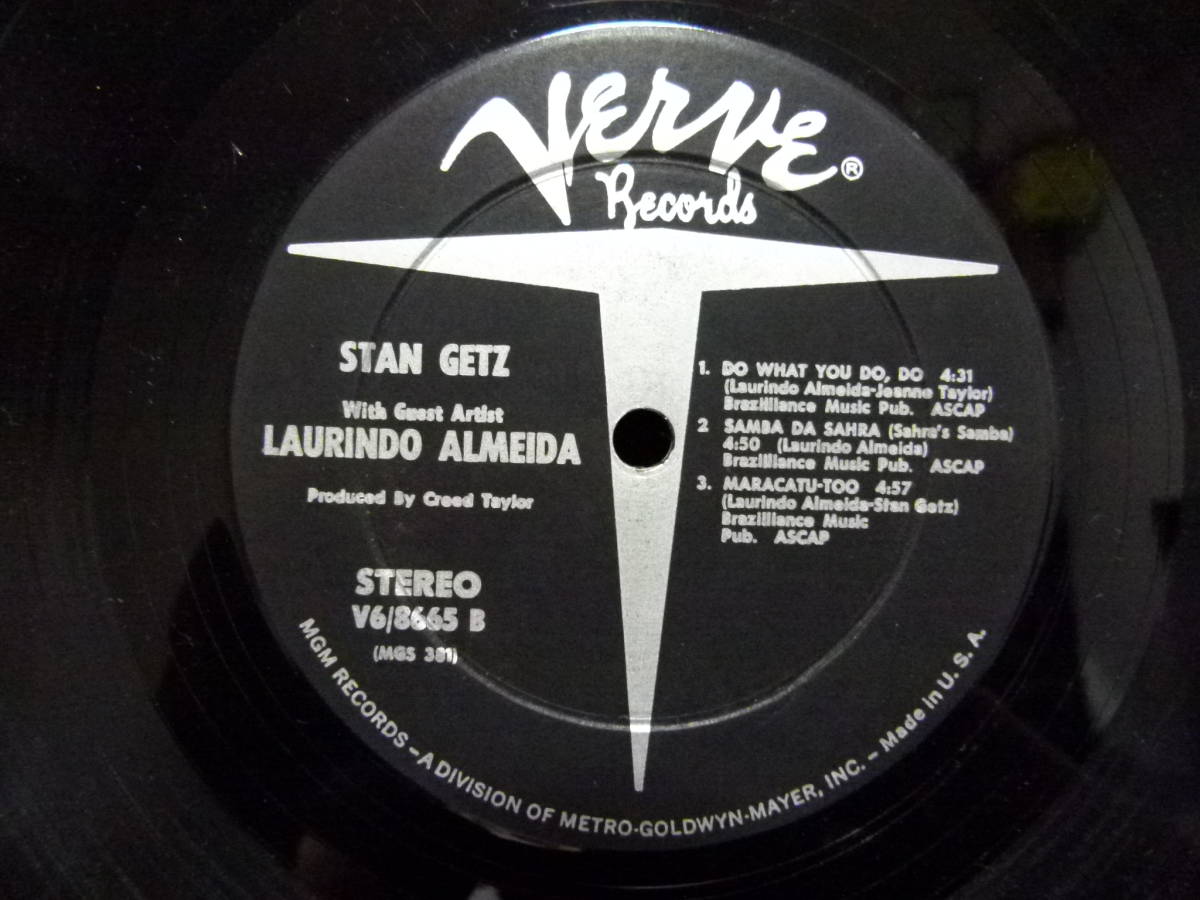 VERVE®
Records
STAN GETZ
With Guest Artist
LAURINDO ALMEIDA
Produced By Creed Taylor
STEREO
V6/8665 B
(MGS 381)
1. DO WHAT YOU DO, DO 4:31
(Laurindo Almeida-Jeanne Taylor)
Brazilliance Music Pub. ASCAP
2 SAMBA DA SAHRA (Sahra's Samba)
4:50 (Laurindo Almeida)
Brazilliance Music Pub. ASCAP
3. MARACATU-TOO 4:57
(Laurindo Almeida-Stan Getz)
Brazilliance Music
Pub. ASCAP
MGM RECORDS – A DIVISION OF METRO-GOLDWYN-MAYER, INC. – Made in U. S. A.